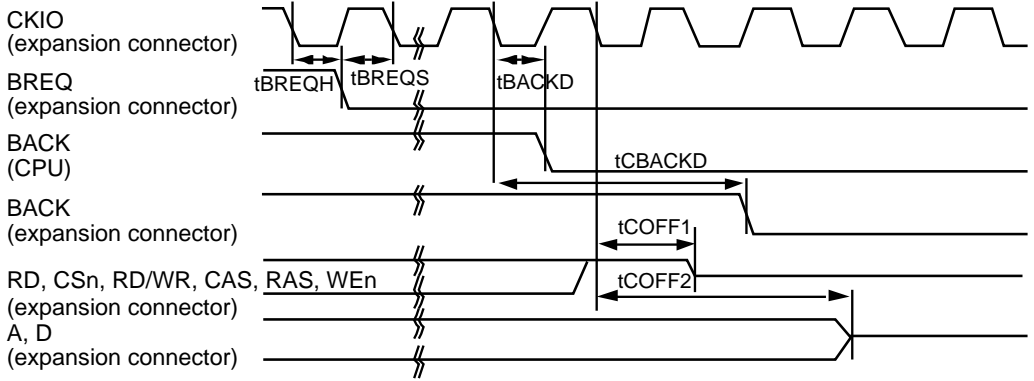 CKIO
(expansion connector)
tBREQH
tBREQS
tBACKD
BREQ
(expansion connector)
BACK
(CPU)
tCBACKD
BACK
(expansion connector)
tCOFF1
RD, CSn, RD/WR, CAS, RAS, WEn
(expansion connector)
tCOFF2
A, D
(expansion connector)